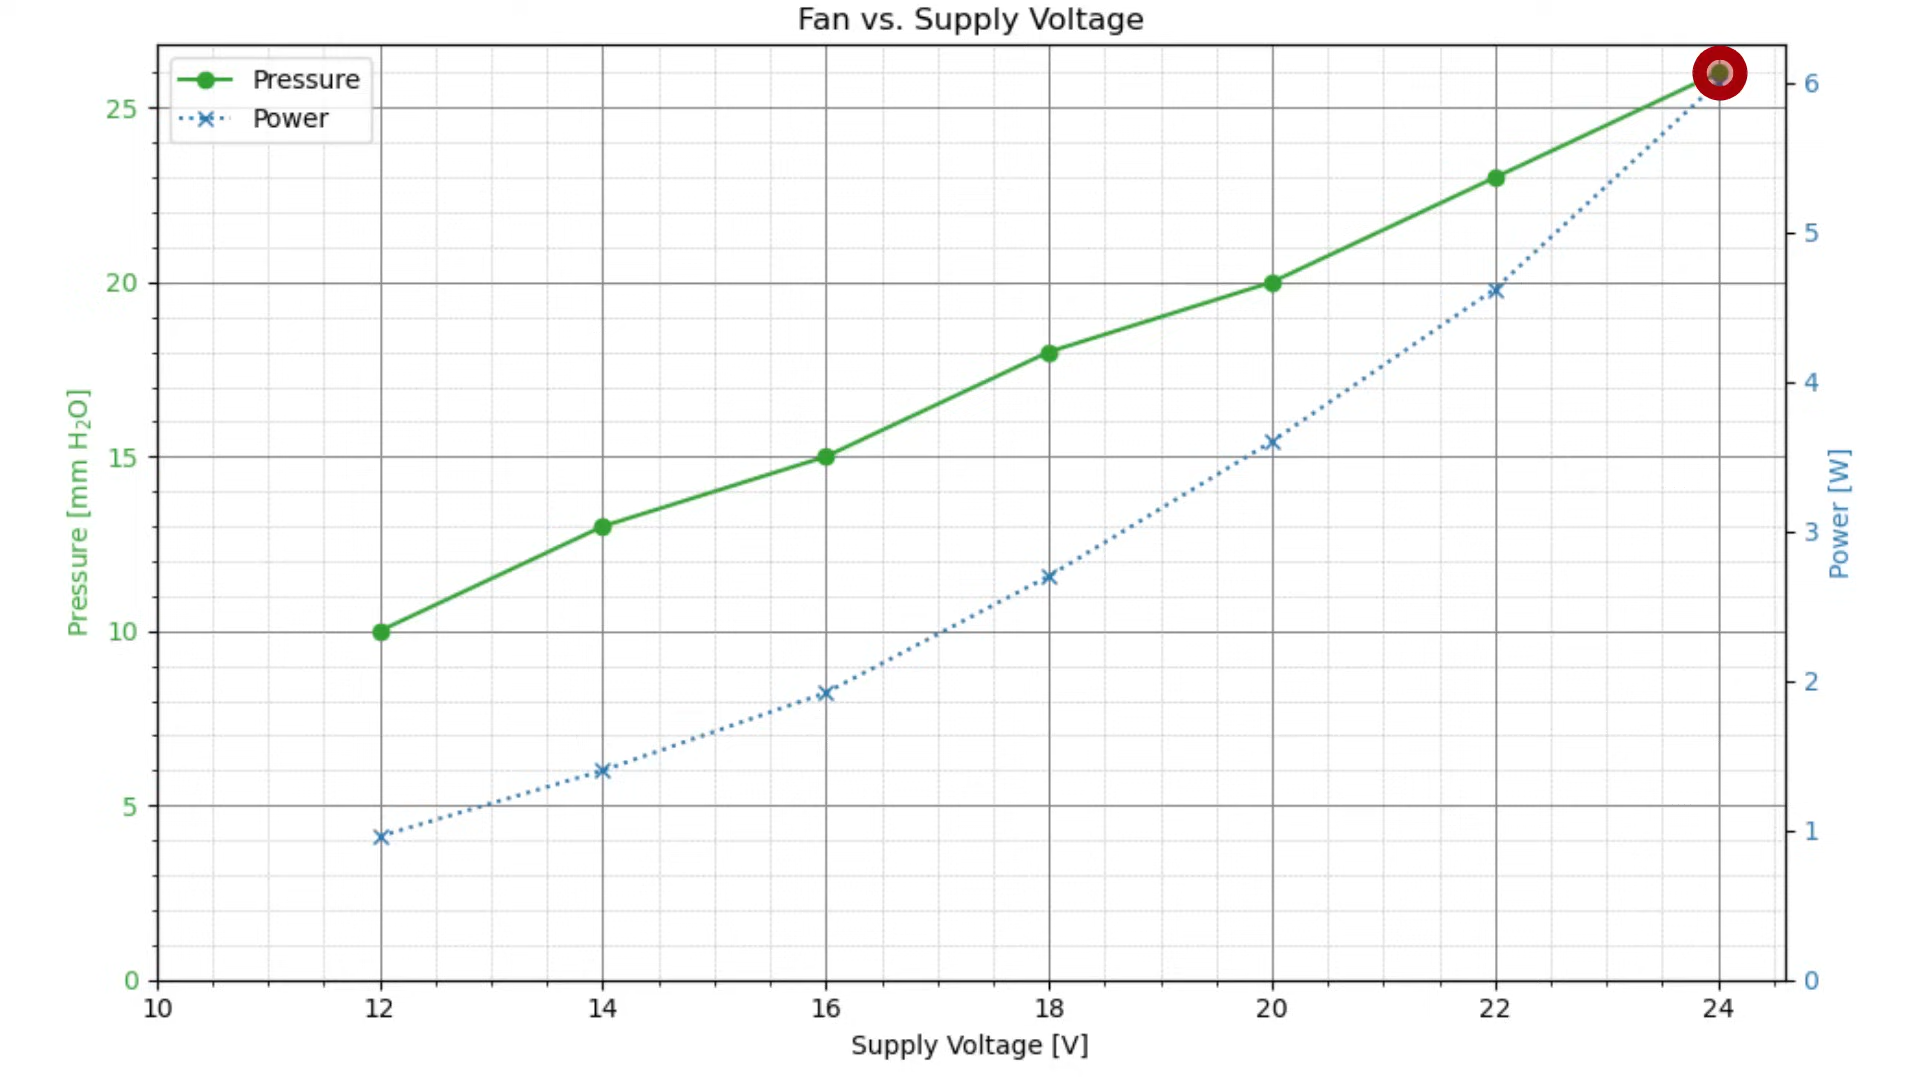 Fan vs. Supply Voltage
Pressure
Power
25
20
15
10
5
0
Pressure [mm H₂O]
6
5
4
3
2
1
0
Power [W]
10 12 14 16 18 20 22 24
Supply Voltage [V]